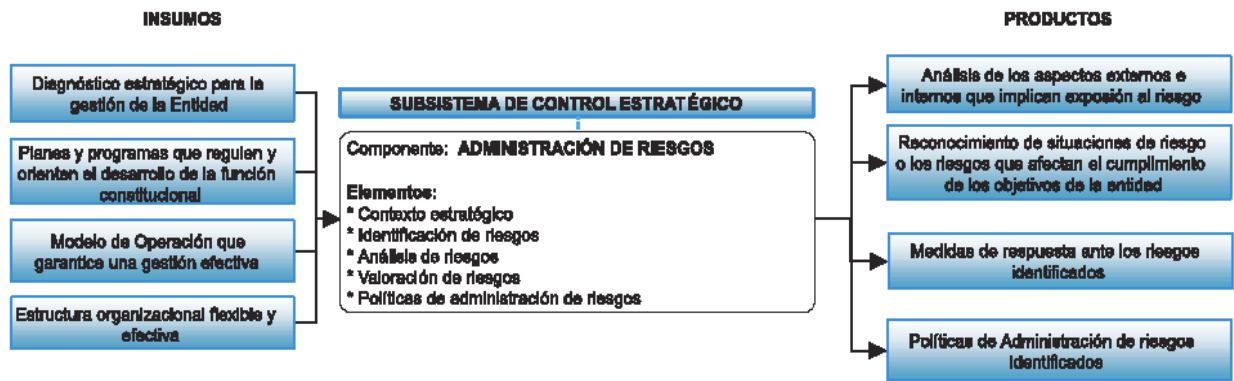 INSUMOS
Diagnóstico estratégico para la
gestión de la Entidad
Planes y programas que regulen y
orienten el desarrollo de la función
constitucional
Modelo de Operación que
garantice una gestión efectiva
Estructura organizacional flexible y
efectiva
SUBSISTEMA DE CONTROL ESTRATÉGICO
Componente: ADMINISTRACIÓN DE RIESGOS
Elementos:
* Contexto estratégico
* Identificación de riesgos
* Análisis de riesgos
* Valoración de riesgos
* Políticas de administración de riesgos
PRODUCTOS
Análisis de los aspectos externos e
internos que implican exposición al riesgo
Reconocimiento de situaciones de riesgo
o los riesgos que afectan el cumplimiento
de los objetivos de la entidad
Medidas de respuesta ante los riesgos
identificados
Políticas de Administración de riesgos
Identificados